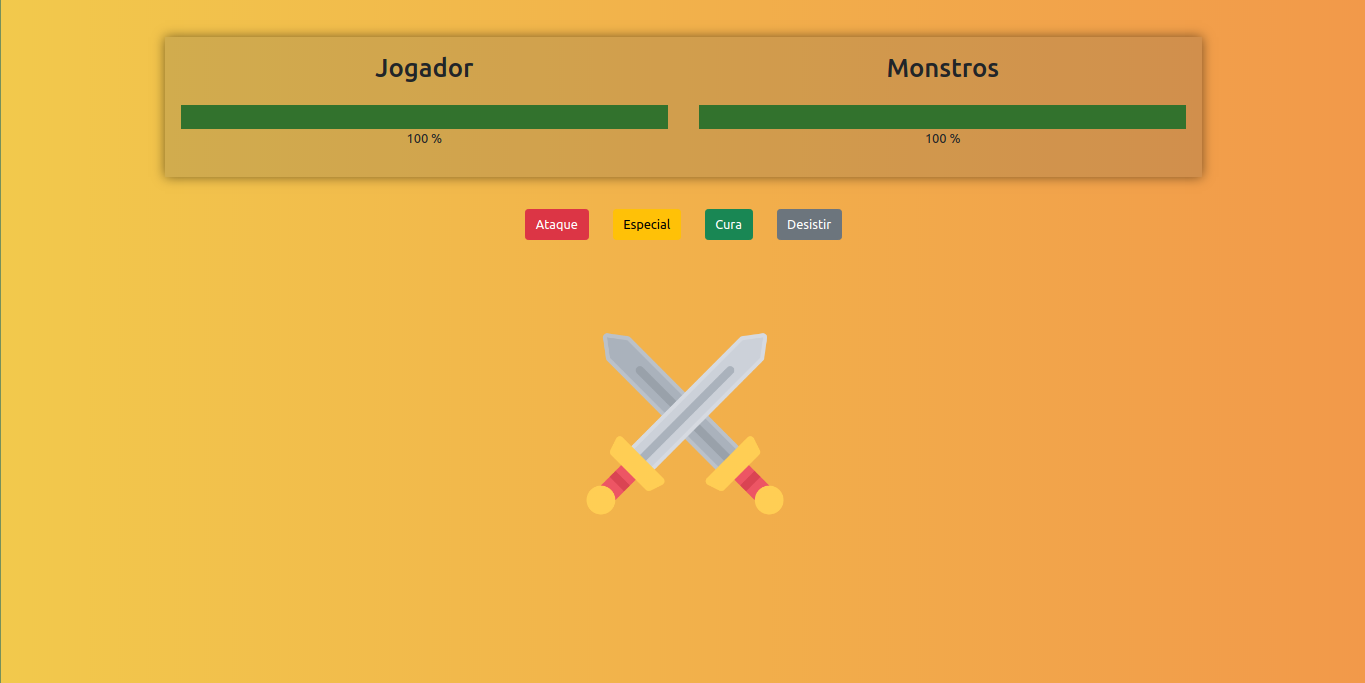 Jogador
Monstros
100 %
100 %
Ataque
Especial
Cura
Desistir